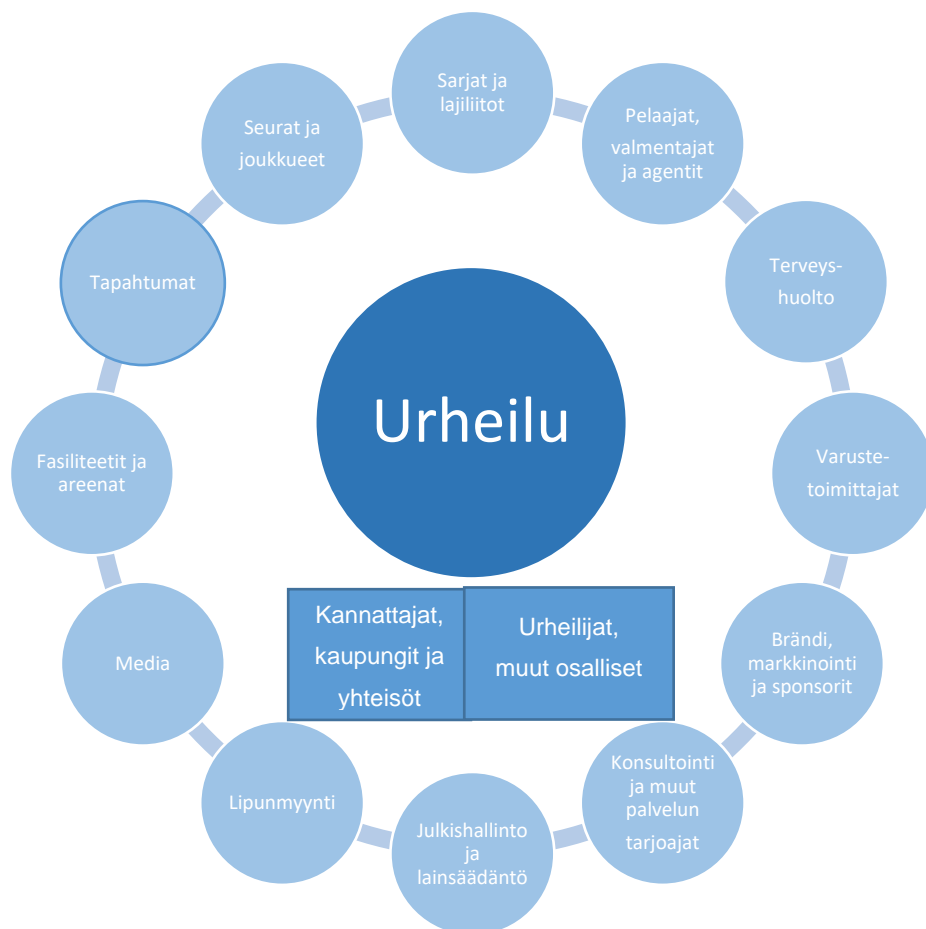 Sarjat ja
lajiliitot
Pelaajat,
valmentajat
ja agentit
Terveys-
huolto
Varuste-
toimittajat
Brändi,
markkinointi
ja sponsorit
Konsultointi
ja muut
palvelun
tarjoajat
Julkishallinto
ja
lainsäädäntö
Lipunmyynti
Media
Fasiliteetit ja
areenat
Tapahtumat
Seurat ja
joukkueet
Urheilu
Kannattajat,
kaupungit ja
yhteisöt
Urheilijat,
muut osalliset